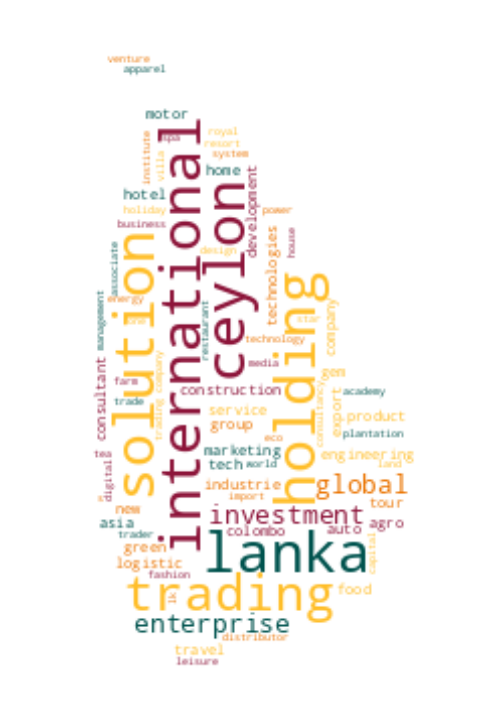 venture
apparel
motor
international
spa
royal
resort
system
institute
villa
home
development
hotel
ceylon
holiday
power
business
house
solution
design
technologies
associate
holding
energy
management
restaurant
star
company
technology
consultant
trading company
media
gem
farm
construction
consultancy
academy
trade
export
service
product
group
plantation
eco
marketing
engineering
tea
tech
world
land
digital
industrie
global
import
tour
new
investment
asia
agro
colombo
auto
trader
lanka
capital
green
logistic
fashion
trading
food
lk
enterprise
distributor
travel
leisure